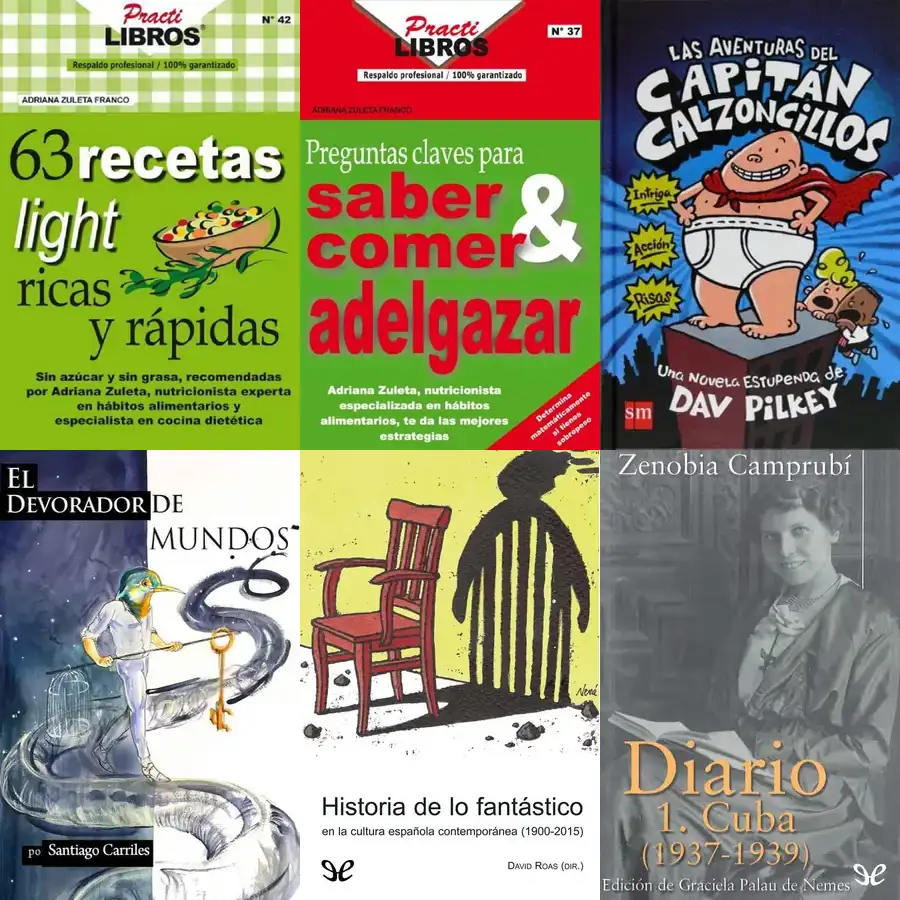 Practi
LIBROS
N° 42
Respaldo profesional / 100% garantizado
ADRIANA ZULETA FRANCO
63 recetas
light
ricas
y rápidas
Sin azúcar y sin grasa, recomendadas
por Adriana Zuleta, nutricionista experta
en hábitos alimentarios y
especialista en cocina dietética
Practi
LIBROS
N° 37
Respaldo profesional / 100% garantizado
ADRIANA ZULETA FRANCO
Preguntas claves para
saber
& comer
adelgazar
Adriana Zuleta, nutricionista
especializada en hábitos
alimentarios, te da las mejores
estrategias
Determina
matemáticamente
si tienes
sobrepeso
LAS AVENTURAS DEL
CAPITÁN
CALZONCILLOS
Intriga
Acción
Risas
UNA NOVELA ESTUPENDA DE
DAV PILKEY
sm
EL
DEVORADOR DE
MUNDOS
por Santiago Carriles
Nené
Historia de lo fantástico
en la cultura española contemporánea (1900-2015)
DAVID ROAS (DIR.)
Zenobia Camprubí
Diario
1. Cuba
(1937-1939)
Edición de Graciela Palau de Nemes